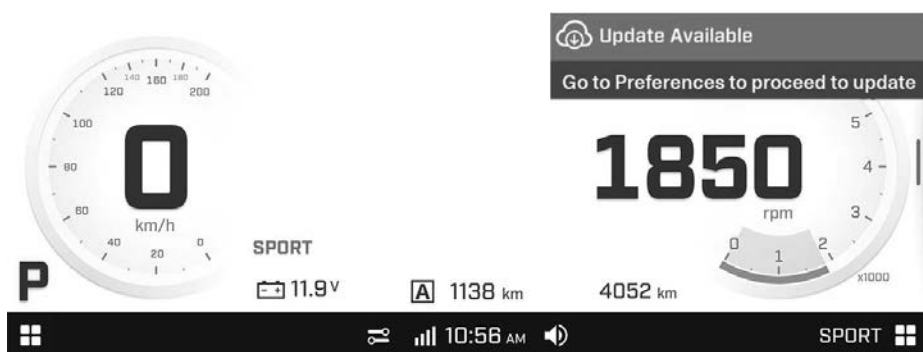 Update Available
Go to Preferences to proceed to update
140 160 180
120 200
100
80
60
40 20 0
0
km/h
1850
rpm
5
4
3
0 1 2
x1000
P
SPORT
11.9 V
A 1138 km
4052 km
10:56 AM
SPORT